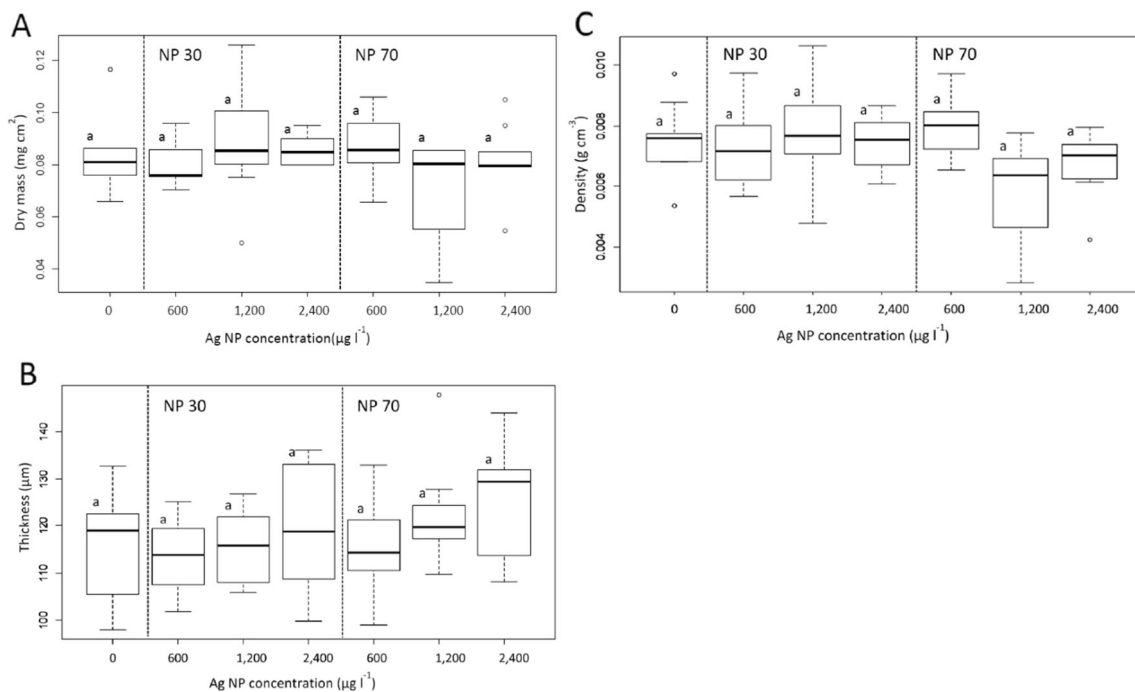 A
NP 30
NP 70
Dry mass (mg cm²)
0.12
0.10
0.08
0.06
0.04
a
a
a
a
a
a
a
0
600
1,200
2,400
600
1,200
2,400
Ag NP concentration(µg l⁻¹)
C
NP 30
NP 70
Density (g cm⁻³)
0.010
0.008
0.006
0.004
a
a
a
a
a
a
a
0
600
1,200
2,400
600
1,200
2,400
Ag NP concentration (µg l⁻¹)
B
NP 30
NP 70
Thickness (µm)
140
130
120
110
100
a
a
a
a
a
a
a
0
600
1,200
2,400
600
1,200
2,400
Ag NP concentration (µg l⁻¹)